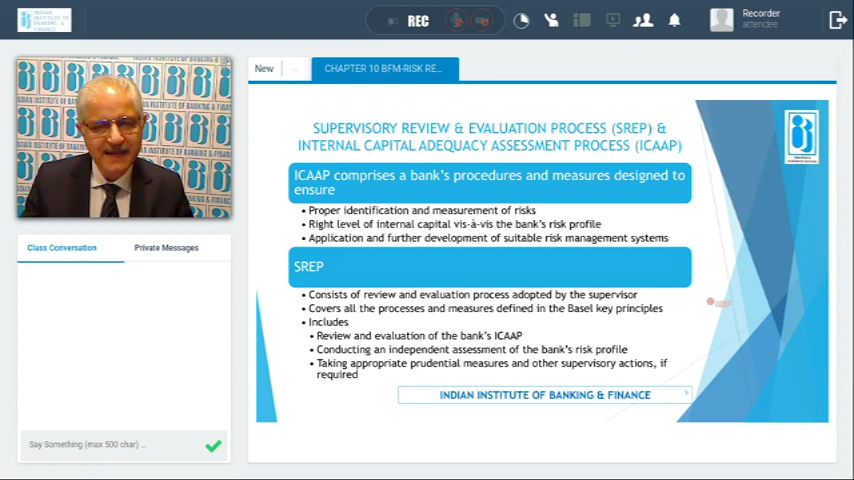 INDIAN
INSTITUTE OF
BANKING &
FINANCE
REC
Recorder
attendee
New
CHAPTER 10 BFM-RISK RE...
SUPERVISORY REVIEW & EVALUATION PROCESS (SREP) &
INTERNAL CAPITAL ADEQUACY ASSESSMENT PROCESS (ICAAP)
ICAAP comprises a bank's procedures and measures designed to
ensure
• Proper identification and measurement of risks
• Right level of internal capital vis-à-vis the bank's risk profile
• Application and further development of suitable risk management systems
SREP
• Consists of review and evaluation process adopted by the supervisor
• Covers all the processes and measures defined in the Basel key principles
• Includes
• Review and evaluation of the bank's ICAAP
• Conducting an independent assessment of the bank's risk profile
• Taking appropriate prudential measures and other supervisory actions, if
required
INDIAN INSTITUTE OF BANKING & FINANCE
Class Conversation
Private Messages
Say Something (max 500 char) ...